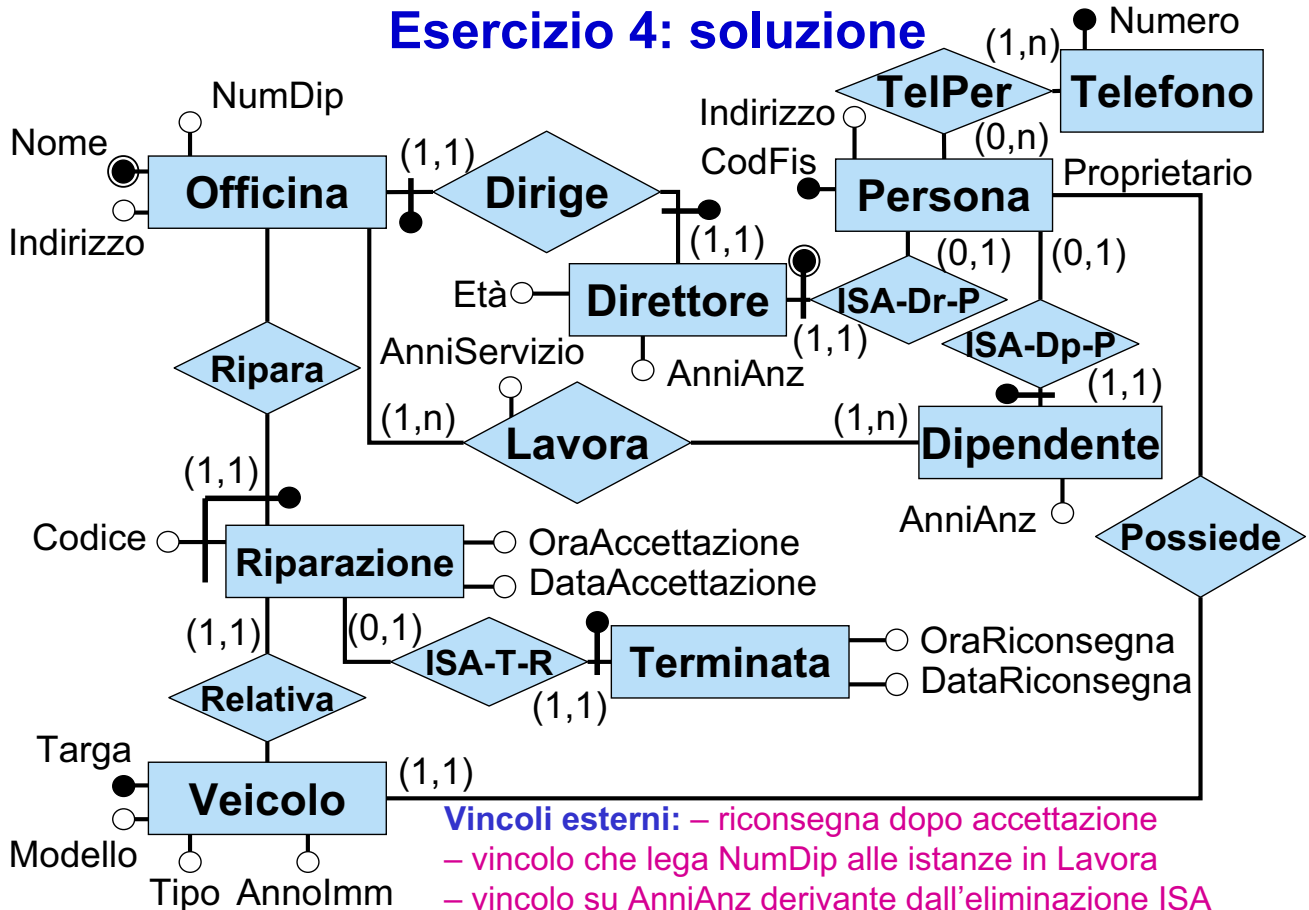 Esercizio 4: soluzione
Numero
(1,n)
TelPer
Telefono
NumDip
Indirizzo
(0,n)
Nome
(1,1)
CodFis
Proprietario
Officina
Dirige
Persona
Indirizzo
(1,1)
(0,1)
(0,1)
Età
Direttore
ISA-Dr-P
(1,1)
ISA-Dp-P
AnniServizio
AnniAnz
Ripara
(1,1)
(1,n)
Lavora
(1,n)
Dipendente
(1,1)
AnniAnz
Possiede
Codice
Riparazione
OraAccettazione
DataAccettazione
(1,1)
(0,1)
ISA-T-R
Terminata
OraRiconsegna
DataRiconsegna
(1,1)
Relativa
Targa
(1,1)
Veicolo
Modello
Tipo
AnnoImm
Vincoli esterni: – riconsegna dopo accettazione
– vincolo che lega NumDip alle istanze in Lavora
– vincolo su AnniAnz derivante dall'eliminazione ISA